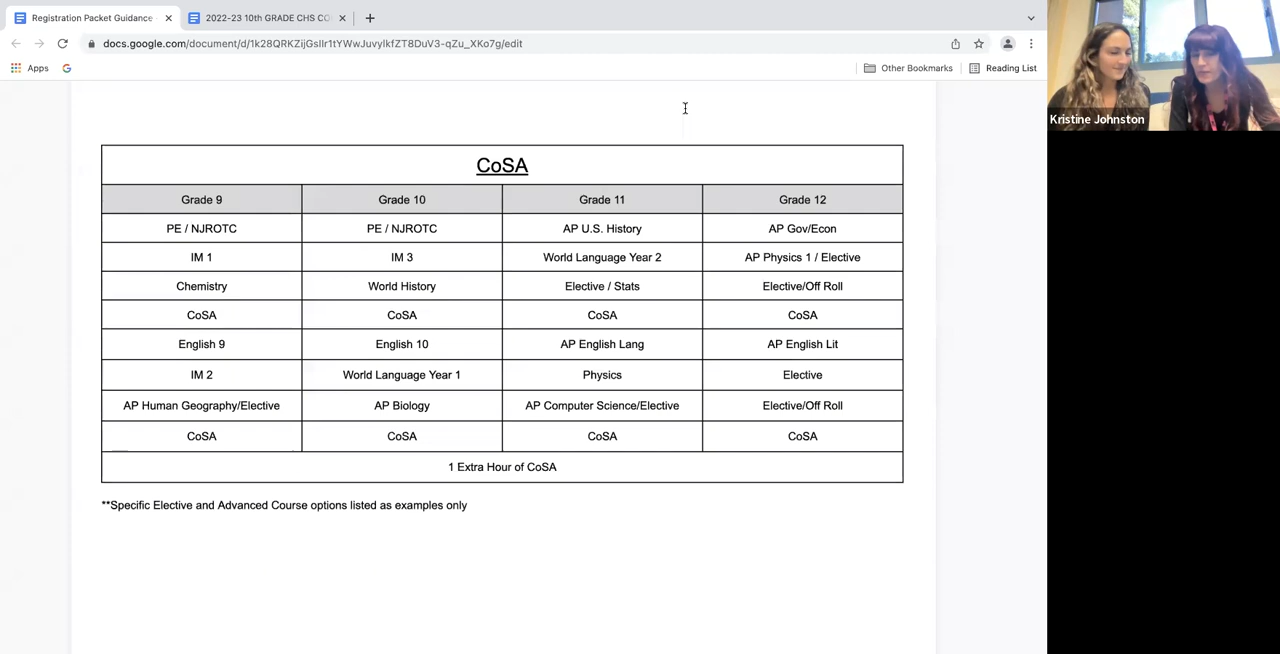 Registration Packet Guidance
2022-23 10th GRADE CHS CO
docs.google.com/document/d/1k28QRKZijGsIIr1tYWwJuvyIkfZT8DuV3-qZu_XKo7g/edit
Apps
Other Bookmarks
Reading List
Kristine Johnston
CoSA
Grade 9 Grade 10 Grade 11 Grade 12
PE / NJROTC PE / NJROTC AP U.S. History AP Gov/Econ
IM 1 IM 3 World Language Year 2 AP Physics 1 / Elective
Chemistry World History Elective / Stats Elective/Off Roll
CoSA CoSA CoSA CoSA
English 9 English 10 AP English Lang AP English Lit
IM 2 World Language Year 1 Physics Elective
AP Human Geography/Elective AP Biology AP Computer Science/Elective Elective/Off Roll
CoSA CoSA CoSA CoSA
1 Extra Hour of CoSA
**Specific Elective and Advanced Course options listed as examples only